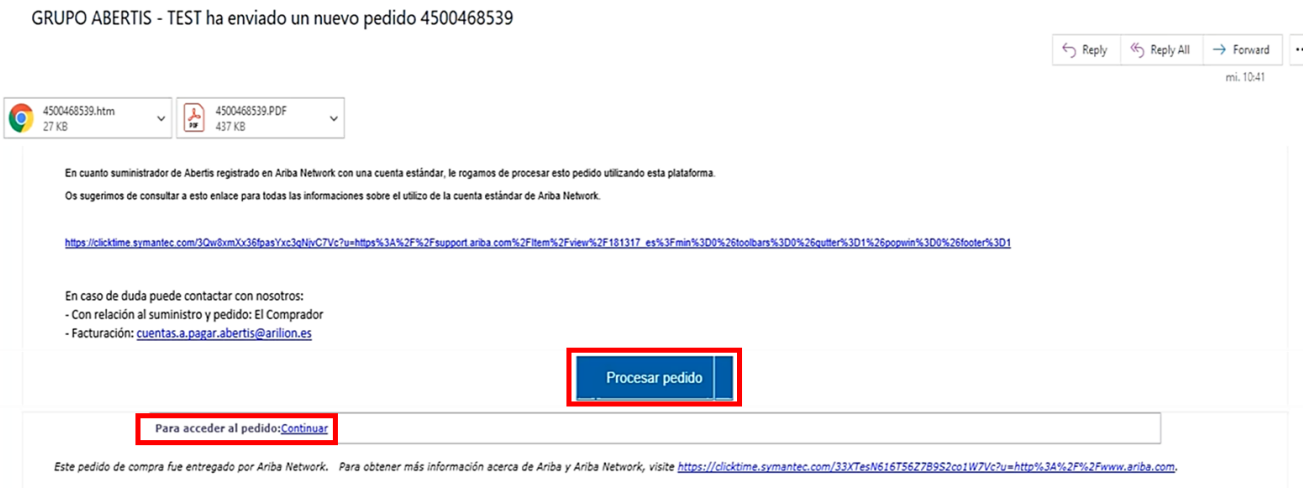 GRUPO ABERTIS - TEST ha enviado un nuevo pedido 4500468539
Reply Reply All Forward ...
mi. 10:41
4500468539.htm
27 KB
4500468539.PDF
437 KB
PDF
En cuanto suministrador de Abertis registrado en Ariba Network con una cuenta estándar, le rogamos de procesar esto pedido utilizando esta plataforma.
Os sugerimos de consultar a esto enlace para todas las informaciones sobre el utilizo de la cuenta estándar de Ariba Network.
https://clicktime.symantec.com/3Qw8xmXx36fpasYxc3qNjvC7Vc?u=https%3A%2F%2Fsupport.ariba.com%2FItem%2Fview%2F181317_es%3Fmin%3D0%26toolbars%3D0%26gutter%3D1%26popwin%3D0%26footer%3D1
En caso de duda puede contactar con nosotros:
- Con relación al suministro y pedido: El Comprador
- Facturación: cuentas.a.pagar.abertis@arilion.es
Procesar pedido
Para acceder al pedido:Continuar
Este pedido de compra fue entregado por Ariba Network. Para obtener más información acerca de Ariba y Ariba Network, visite https://clicktime.symantec.com/33XTesN616T56Z7B9S2co1W7Vc?u=http%3A%2F%2Fwww.ariba.com.